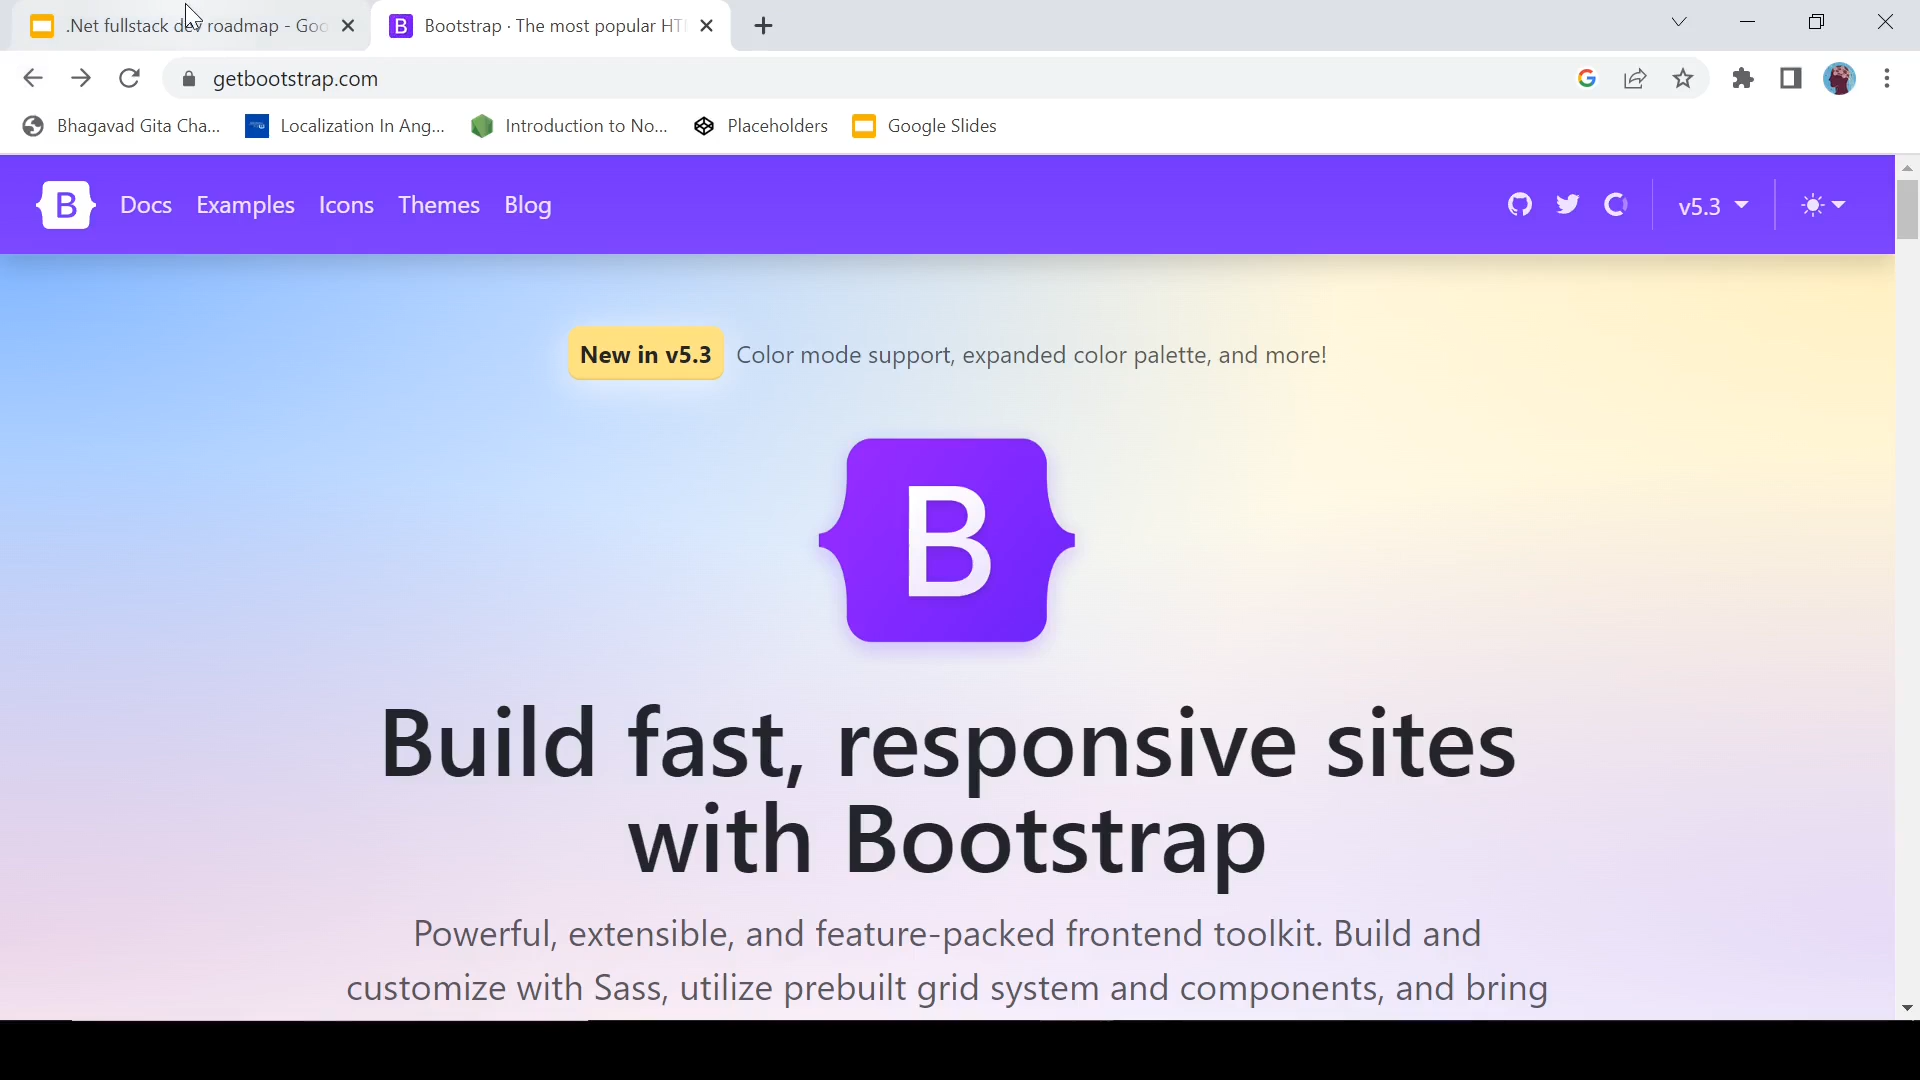 .Net fullstack dev roadmap - Goo
Bootstrap · The most popular HT
getbootstrap.com
Bhagavad Gita Cha...
Localization In Ang...
Introduction to No...
Placeholders
Google Slides
B
Docs
Examples
Icons
Themes
Blog
v5.3
New in v5.3
Color mode support, expanded color palette, and more!
B
Build fast, responsive sites
with Bootstrap
Powerful, extensible, and feature-packed frontend toolkit. Build and
customize with Sass, utilize prebuilt grid system and components, and bring